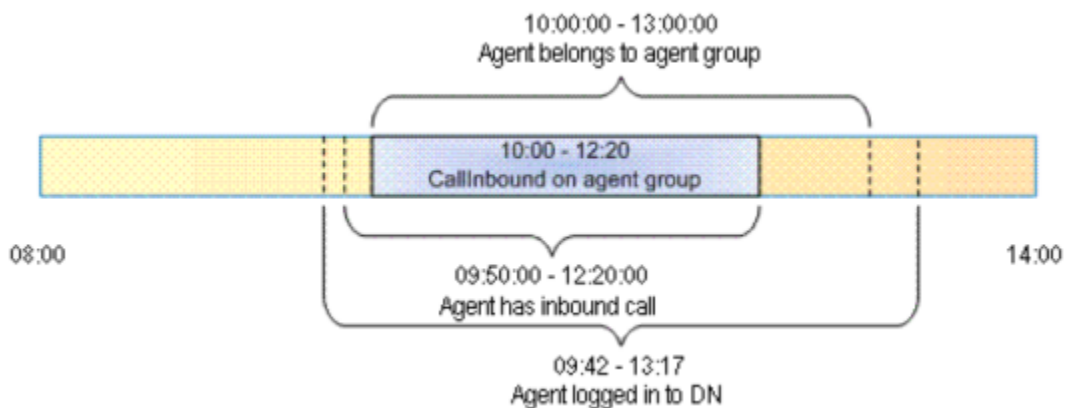 10:00:00 - 13:00:00
Agent belongs to agent group
10:00 - 12:20
CallInbound on agent group
08:00
14:00
09:50:00 - 12:20:00
Agent has inbound call
09:42 - 13:17
Agent logged in to DN